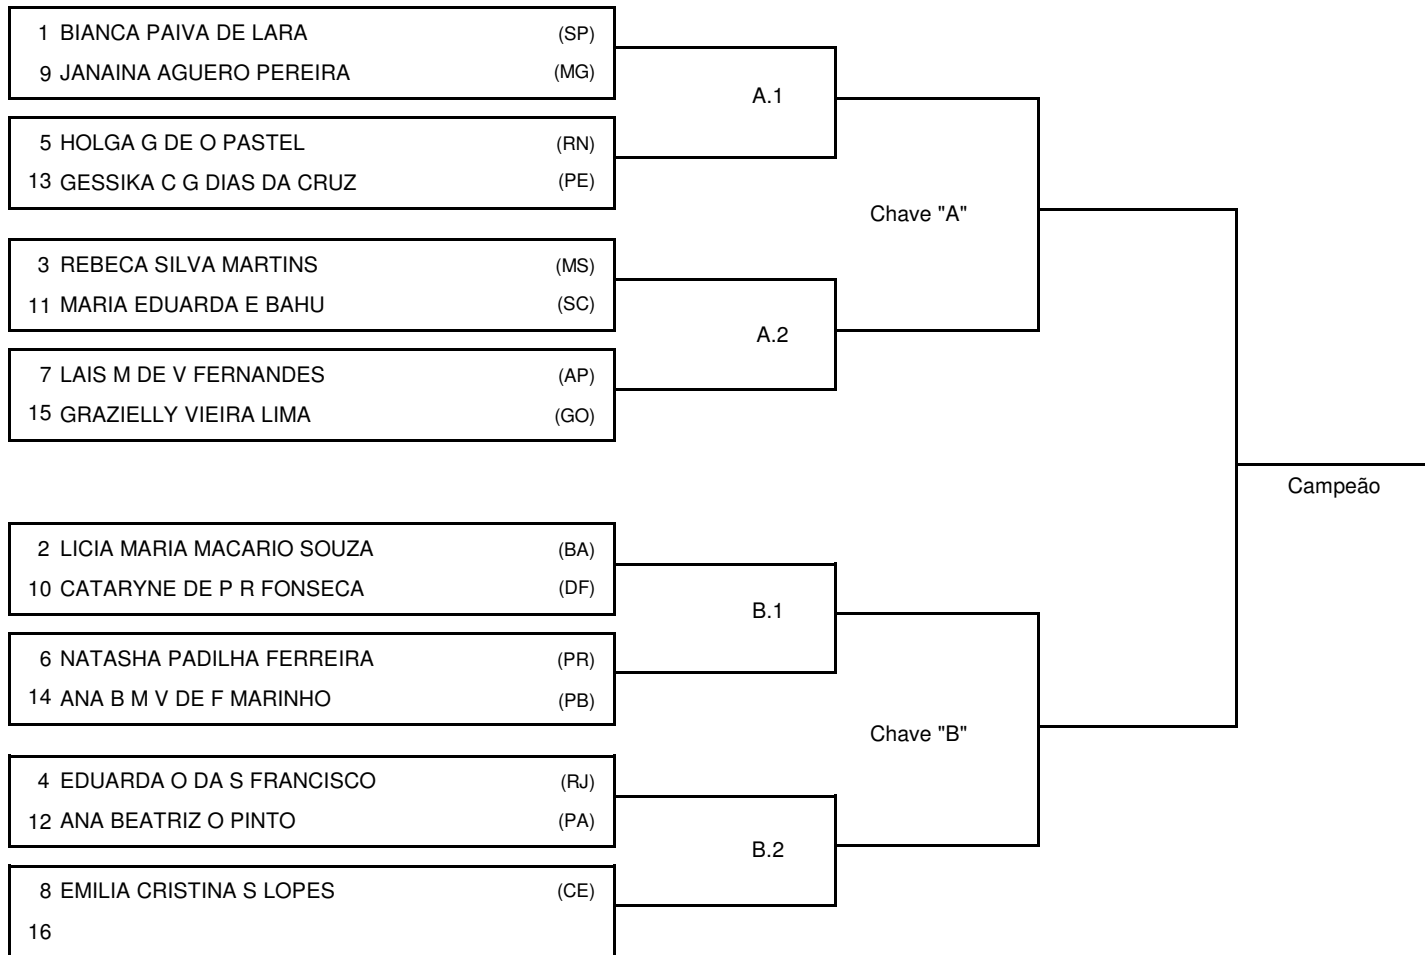 1 BIANCA PAIVA DE LARA (SP)
9 JANAINA AGUERO PEREIRA (MG)
A.1
5 HOLGA G DE O PASTEL (RN)
13 GESSIKA C G DIAS DA CRUZ (PE)
Chave "A"
3 REBECA SILVA MARTINS (MS)
11 MARIA EDUARDA E BAHU (SC)
A.2
7 LAIS M DE V FERNANDES (AP)
15 GRAZIELLY VIEIRA LIMA (GO)
Campeão
2 LICIA MARIA MACARIO SOUZA (BA)
10 CATARYNE DE P R FONSECA (DF)
B.1
6 NATASHA PADILHA FERREIRA (PR)
14 ANA B M V DE F MARINHO (PB)
Chave "B"
4 EDUARDA O DA S FRANCISCO (RJ)
12 ANA BEATRIZ O PINTO (PA)
B.2
8 EMILIA CRISTINA S LOPES (CE)
16